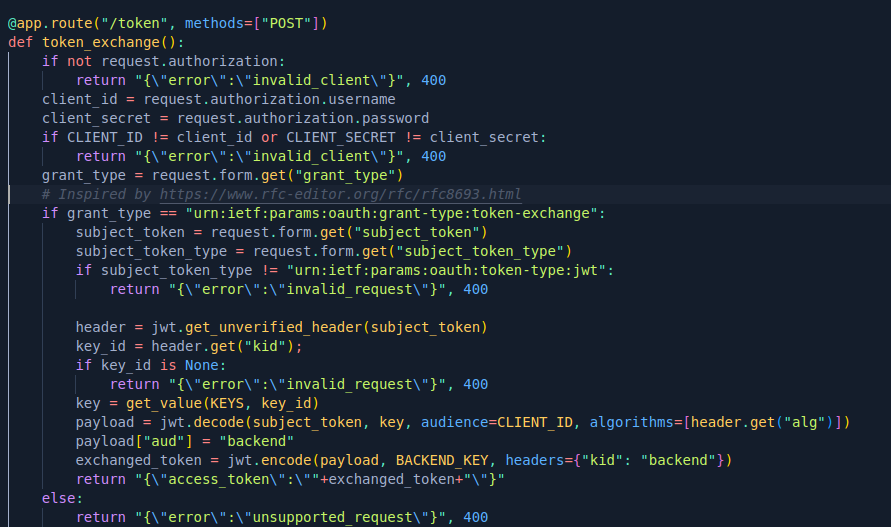 @app.route("/token", methods=["POST"])
def token_exchange():
    if not request.authorization:
        return "{\"error\":\"invalid_client\"}", 400
    client_id = request.authorization.username
    client_secret = request.authorization.password
    if CLIENT_ID != client_id or CLIENT_SECRET != client_secret:
        return "{\"error\":\"invalid_client\"}", 400
    grant_type = request.form.get("grant_type")
    # Inspired by https://www.rfc-editor.org/rfc/rfc8693.html
    if grant_type == "urn:ietf:params:oauth:grant-type:token-exchange":
        subject_token = request.form.get("subject_token")
        subject_token_type = request.form.get("subject_token_type")
        if subject_token_type != "urn:ietf:params:oauth:token-type:jwt":
            return "{\"error\":\"invalid_request\"}", 400

        header = jwt.get_unverified_header(subject_token)
        key_id = header.get("kid");
        if key_id is None:
            return "{\"error\":\"invalid_request\"}", 400
        key = get_value(KEYS, key_id)
        payload = jwt.decode(subject_token, key, audience=CLIENT_ID, algorithms=[header.get("alg")])
        payload["aud"] = "backend"
        exchanged_token = jwt.encode(payload, BACKEND_KEY, headers={"kid": "backend"})
        return "{\"access_token\":\""+exchanged_token+"\"}"
    else:
        return "{\"error\":\"unsupported_request\"}", 400